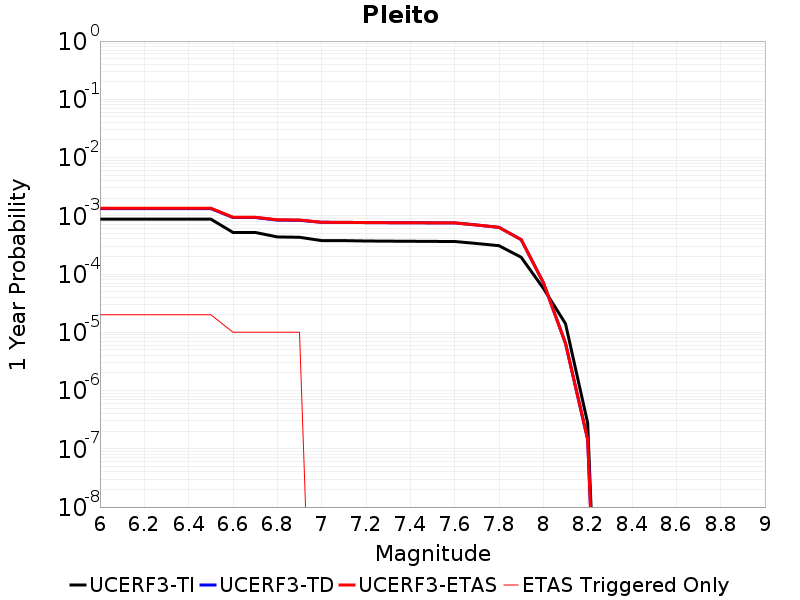 Pleito
10^0
10^-1
10^-2
10^-3
10^-4
10^-5
10^-6
10^-7
10^-8
1 Year Probability
6 6.2 6.4 6.6 6.8 7 7.2 7.4 7.6 7.8 8 8.2 8.4 8.6 8.8 9
Magnitude
UCERF3-TI UCERF3-TD UCERF3-ETAS ETAS Triggered Only